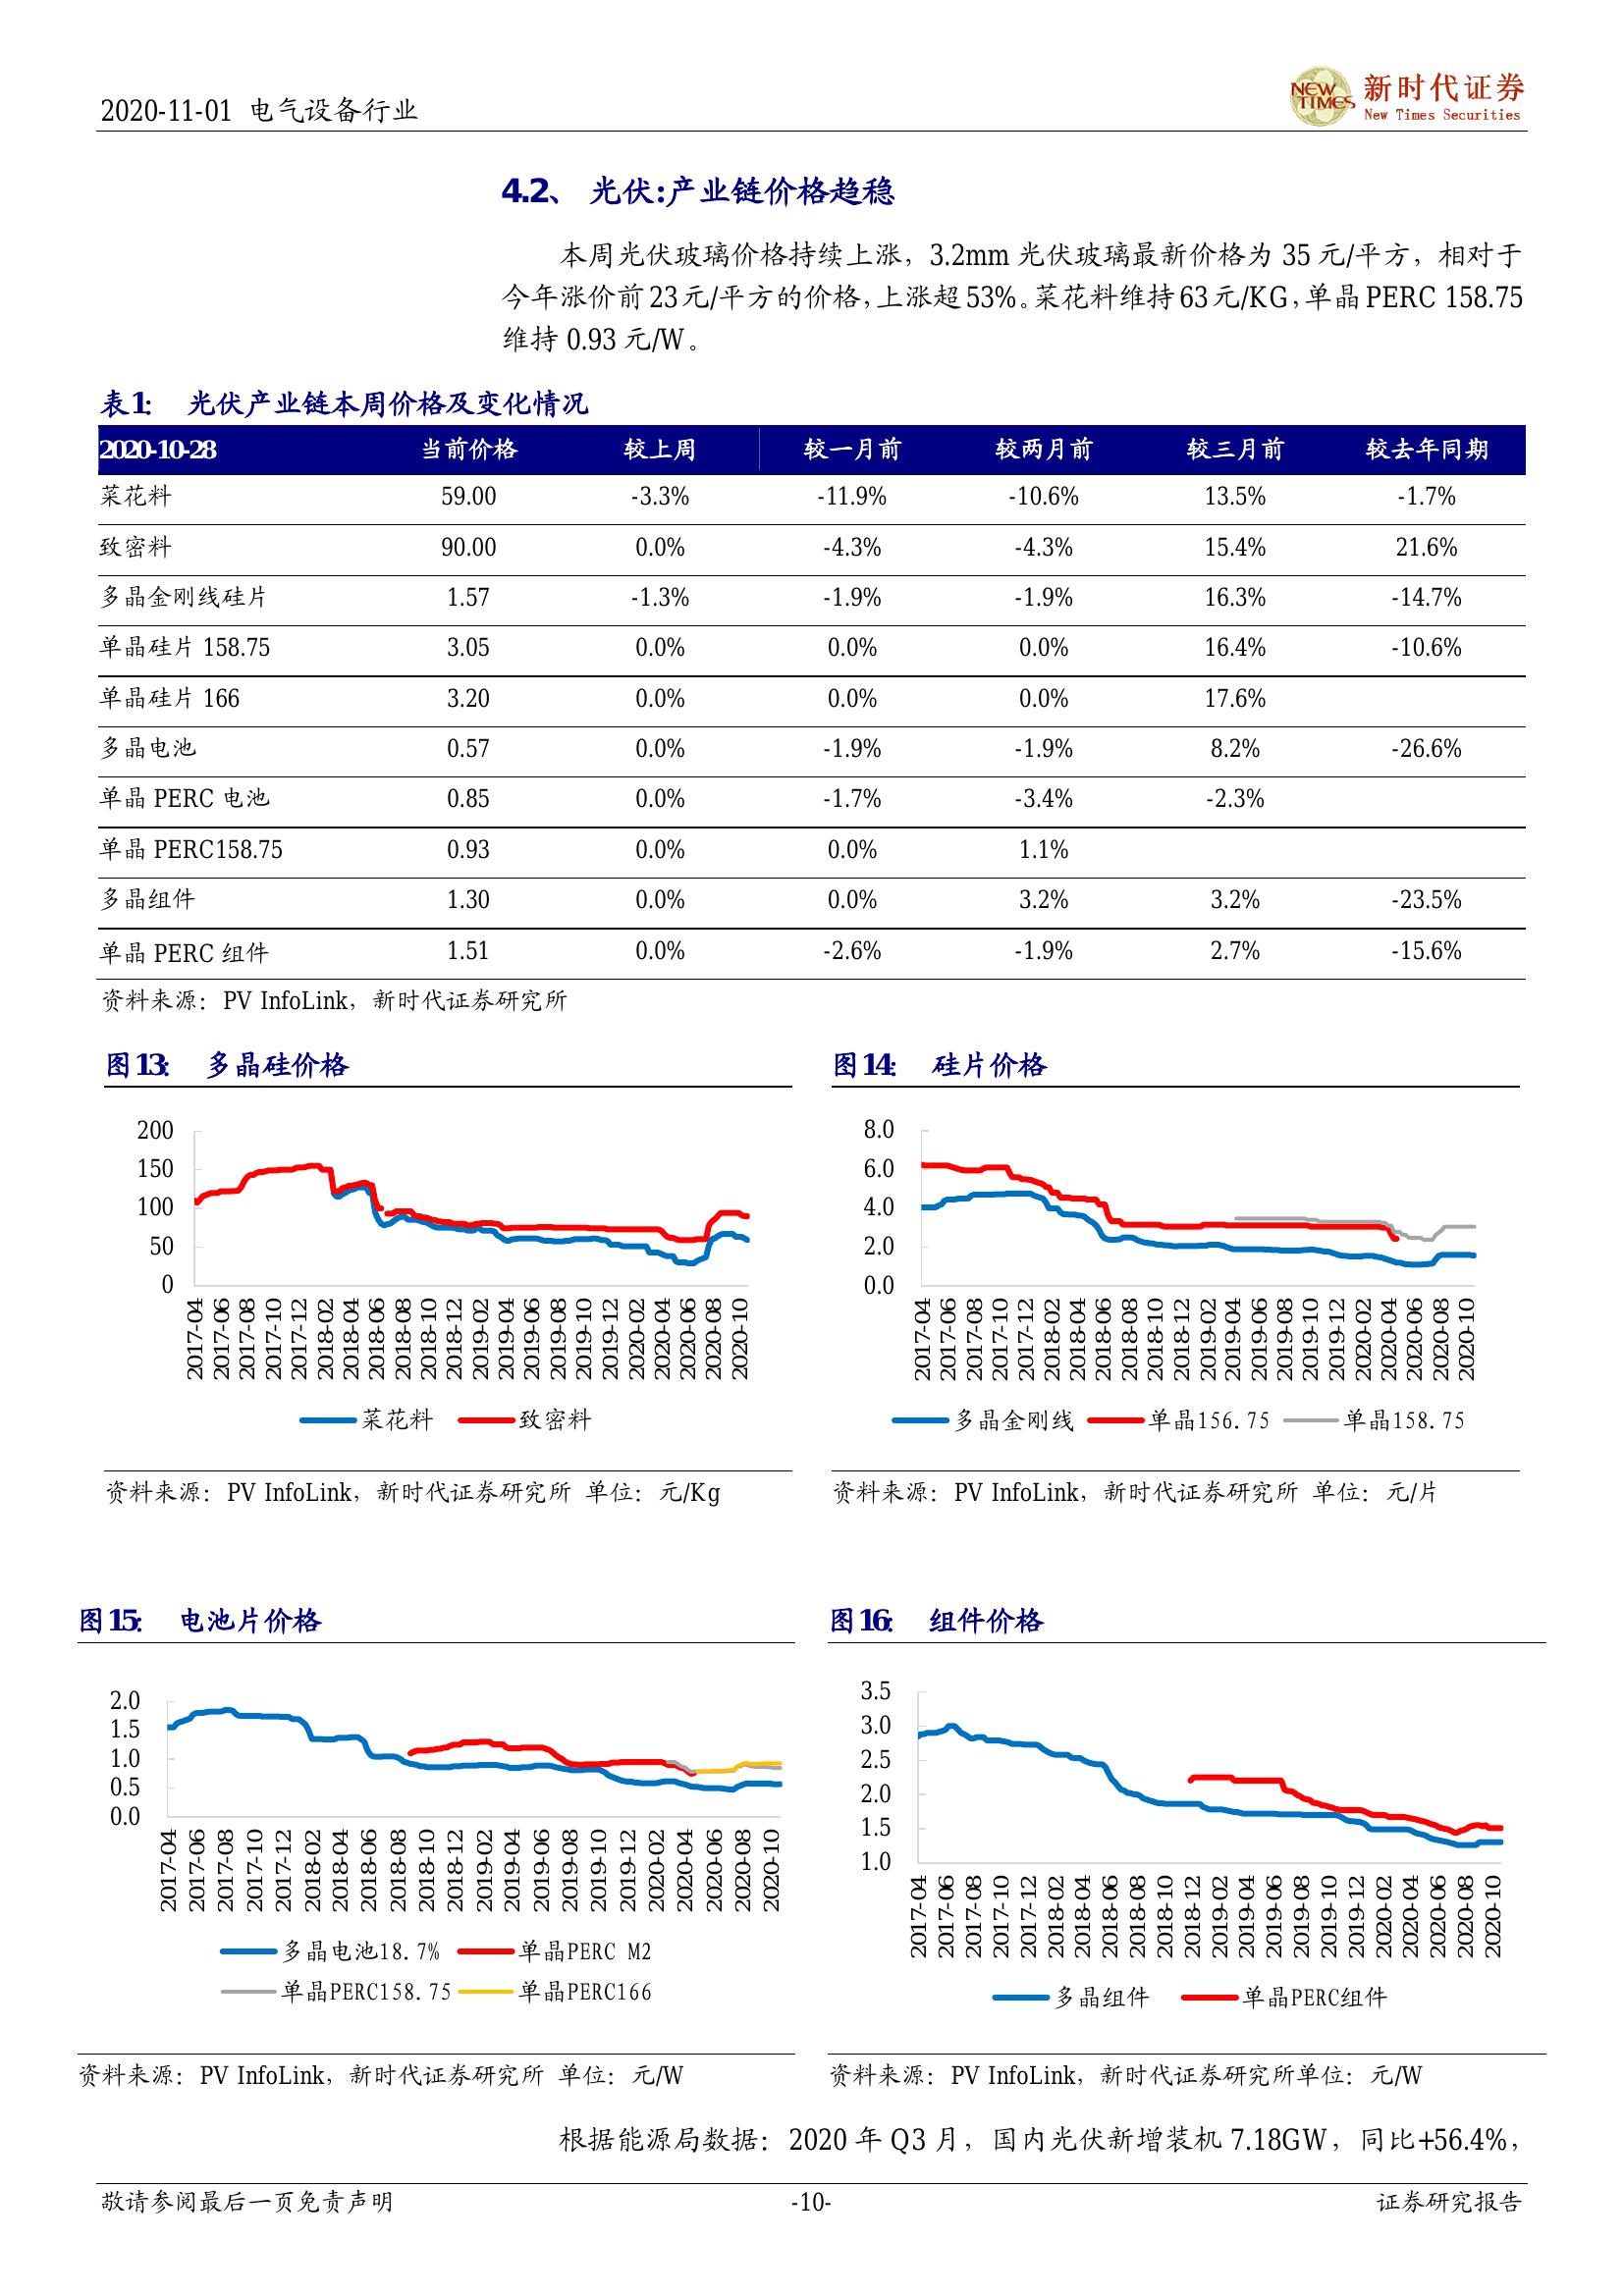 2020-11-01 电气设备行业
NEW TIMES 新时代证券
New Times Securities
4.2、 光伏:产业链价格趋稳
本周光伏玻璃价格持续上涨，3.2mm 光伏玻璃最新价格为 35 元/平方，相对于
今年涨价前 23 元/平方的价格，上涨超 53%。菜花料维持 63 元/KG，单晶 PERC 158.75
维持 0.93 元/W。
表1： 光伏产业链本周价格及变化情况
2020-10-28 当前价格 较上周 较一月前 较两月前 较三月前 较去年同期
菜花料 59.00 -3.3% -11.9% -10.6% 13.5% -1.7%
致密料 90.00 0.0% -4.3% -4.3% 15.4% 21.6%
多晶金刚线硅片 1.57 -1.3% -1.9% -1.9% 16.3% -14.7%
单晶硅片 158.75 3.05 0.0% 0.0% 0.0% 16.4% -10.6%
单晶硅片 166 3.20 0.0% 0.0% 0.0% 17.6%
多晶电池 0.57 0.0% -1.9% -1.9% 8.2% -26.6%
单晶 PERC 电池 0.85 0.0% -1.7% -3.4% -2.3%
单晶 PERC158.75 0.93 0.0% 0.0% 1.1%
多晶组件 1.30 0.0% 0.0% 3.2% 3.2% -23.5%
单晶 PERC 组件 1.51 0.0% -2.6% -1.9% 2.7% -15.6%
资料来源：PV InfoLink，新时代证券研究所
图13： 多晶硅价格
200
150
100
50
0
2017-04 2017-06 2017-08 2017-10 2017-12 2018-02 2018-04 2018-06 2018-08 2018-10 2018-12 2019-02 2019-04 2019-06 2019-08 2019-10 2019-12 2020-02 2020-04 2020-06 2020-08 2020-10
菜花料 致密料
资料来源：PV InfoLink，新时代证券研究所 单位：元/Kg
图14： 硅片价格
8.0
6.0
4.0
2.0
0.0
2017-04 2017-06 2017-08 2017-10 2017-12 2018-02 2018-04 2018-06 2018-08 2018-10 2018-12 2019-02 2019-04 2019-06 2019-08 2019-10 2019-12 2020-02 2020-04 2020-06 2020-08 2020-10
多晶金刚线 单晶156.75 单晶158.75
资料来源：PV InfoLink，新时代证券研究所 单位：元/片
图15： 电池片价格
2.0
1.5
1.0
0.5
0.0
2017-04 2017-06 2017-08 2017-10 2017-12 2018-02 2018-04 2018-06 2018-08 2018-10 2018-12 2019-02 2019-04 2019-06 2019-08 2019-10 2019-12 2020-02 2020-04 2020-06 2020-08 2020-10
多晶电池18.7% 单晶PERC M2
单晶PERC158.75 单晶PERC166
资料来源：PV InfoLink，新时代证券研究所 单位：元/W
图16： 组件价格
3.5
3.0
2.5
2.0
1.5
1.0
2017-04 2017-06 2017-08 2017-10 2017-12 2018-02 2018-04 2018-06 2018-08 2018-10 2018-12 2019-02 2019-04 2019-06 2019-08 2019-10 2019-12 2020-02 2020-04 2020-06 2020-08 2020-10
多晶组件 单晶PERC组件
资料来源：PV InfoLink，新时代证券研究所单位：元/W
根据能源局数据：2020 年 Q3 月，国内光伏新增装机 7.18GW，同比+56.4%，
敬请参阅最后一页免责声明 -10- 证券研究报告